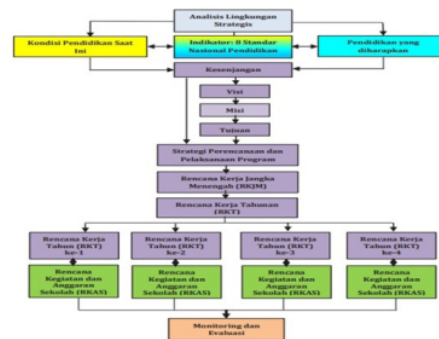 Analisis Lingkungan
Strategis
Kondisi Pendidikan Saat
Ini
Indikator: 8 Standar
Nasional Pendidikan
Pendidikan yang
diharapkan
Kesenjangan
Visi
Misi
Tujuan
Strategi Perencanaan dan
Pelaksanaan Program
Rencana Kerja Jangka
Menengah (RKJM)
Rencana Kerja Tahunan
(RKT)
Rencana Kerja
Tahun (RKT)
ke-1
Rencana Kerja
Tahun (RKT)
ke-2
Rencana Kerja
Tahun (RKT)
ke-3
Rencana Kerja
Tahun (RKT)
ke-4
Rencana
Kegiatan dan
Anggaran
Sekolah (RKAS)
Rencana
Kegiatan dan
Anggaran
Sekolah (RKAS)
Rencana
Kegiatan dan
Anggaran
Sekolah (RKAS)
Rencana
Kegiatan dan
Anggaran
Sekolah (RKAS)
Monitoring dan
Evaluasi